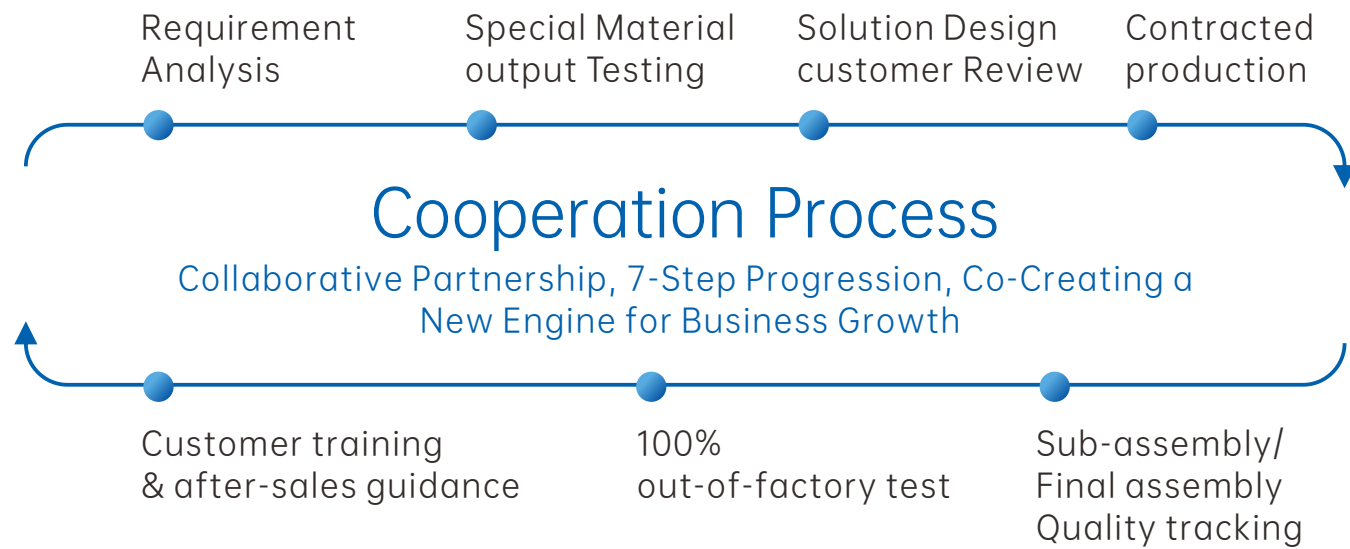 Requirement
Analysis
Special Material
output Testing
Solution Design
customer Review
Contracted
production
Cooperation Process
Collaborative Partnership, 7-Step Progression, Co-Creating a
New Engine for Business Growth
Customer training
& after-sales guidance
100%
out-of-factory test
Sub-assembly/
Final assembly
Quality tracking